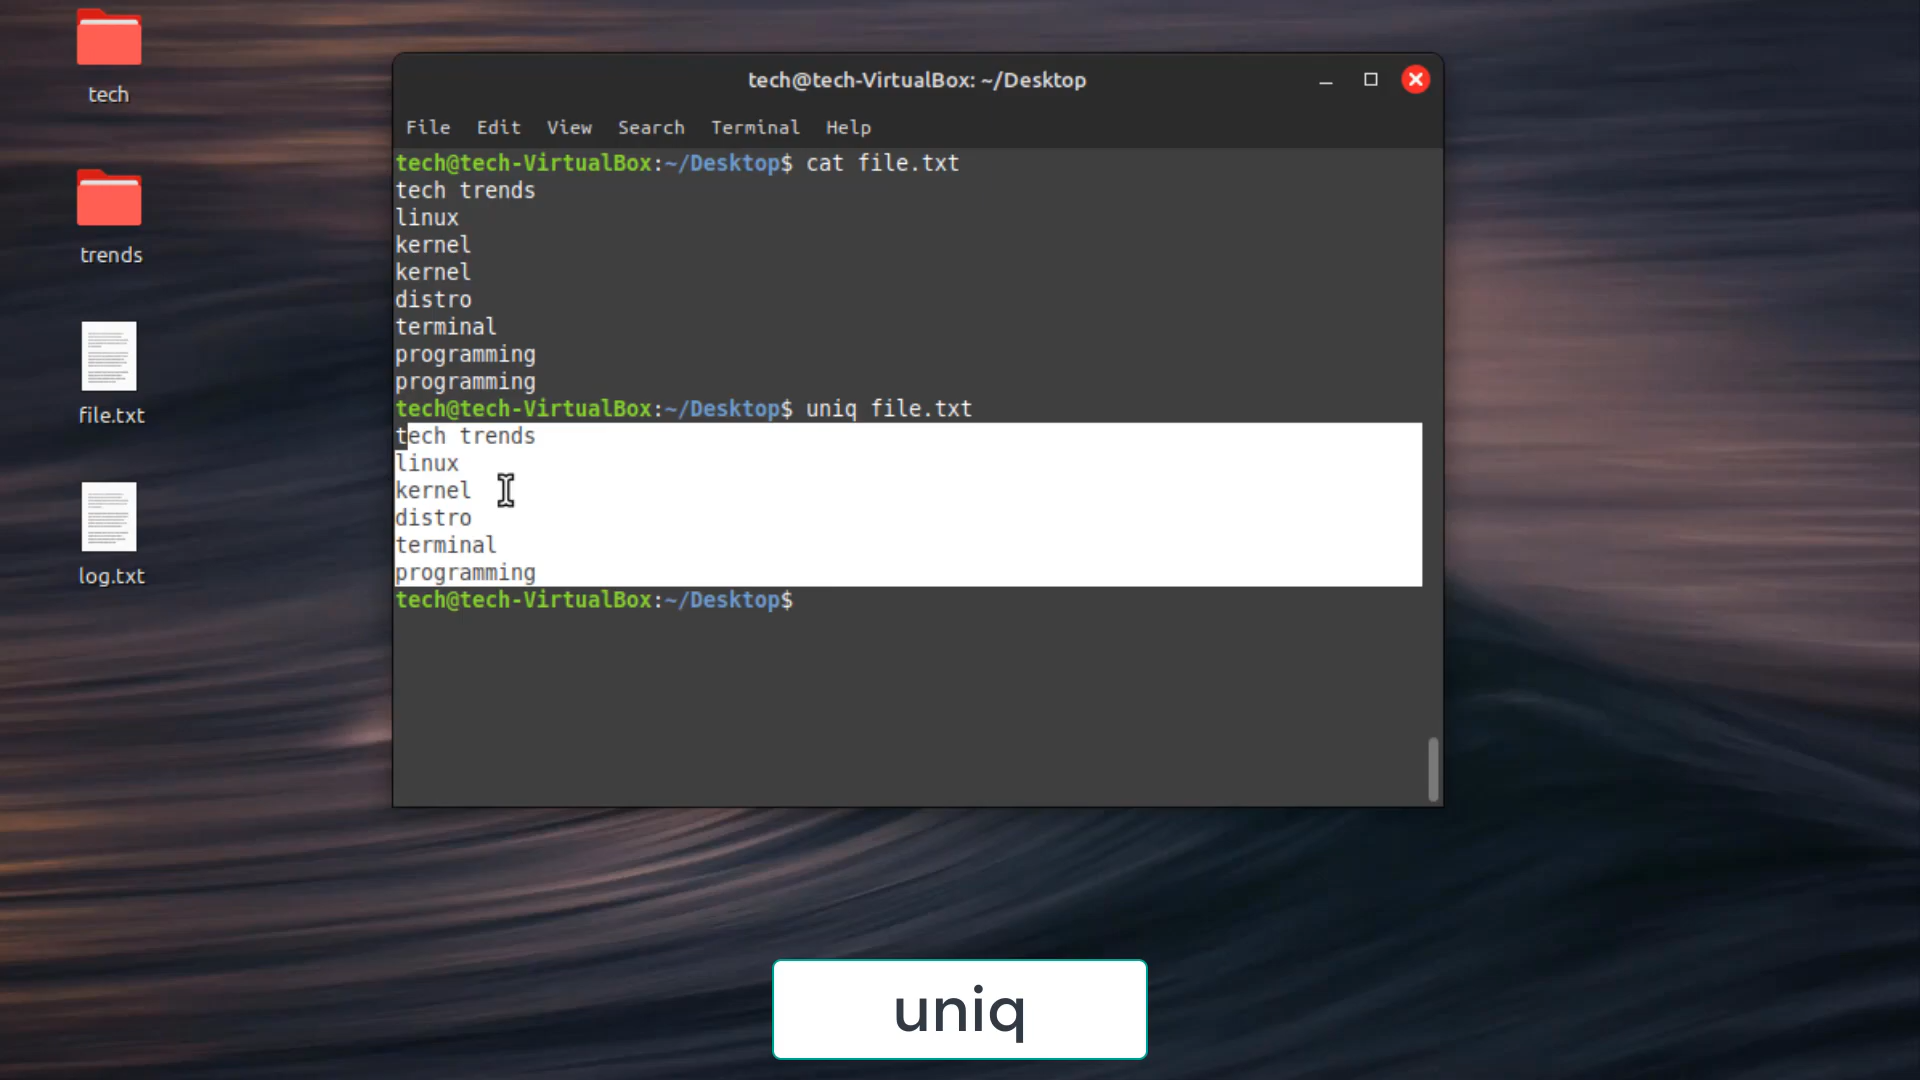 tech
trends
file.txt
log.txt
tech@tech-VirtualBox: ~/Desktop
File Edit View Search Terminal Help
tech@tech-VirtualBox:~/Desktop$ cat file.txt
tech trends
linux
kernel
kernel
distro
terminal
programming
programming
tech@tech-VirtualBox:~/Desktop$ uniq file.txt
tech trends
linux
kernel
distro
terminal
programming
tech@tech-VirtualBox:~/Desktop$
uniq